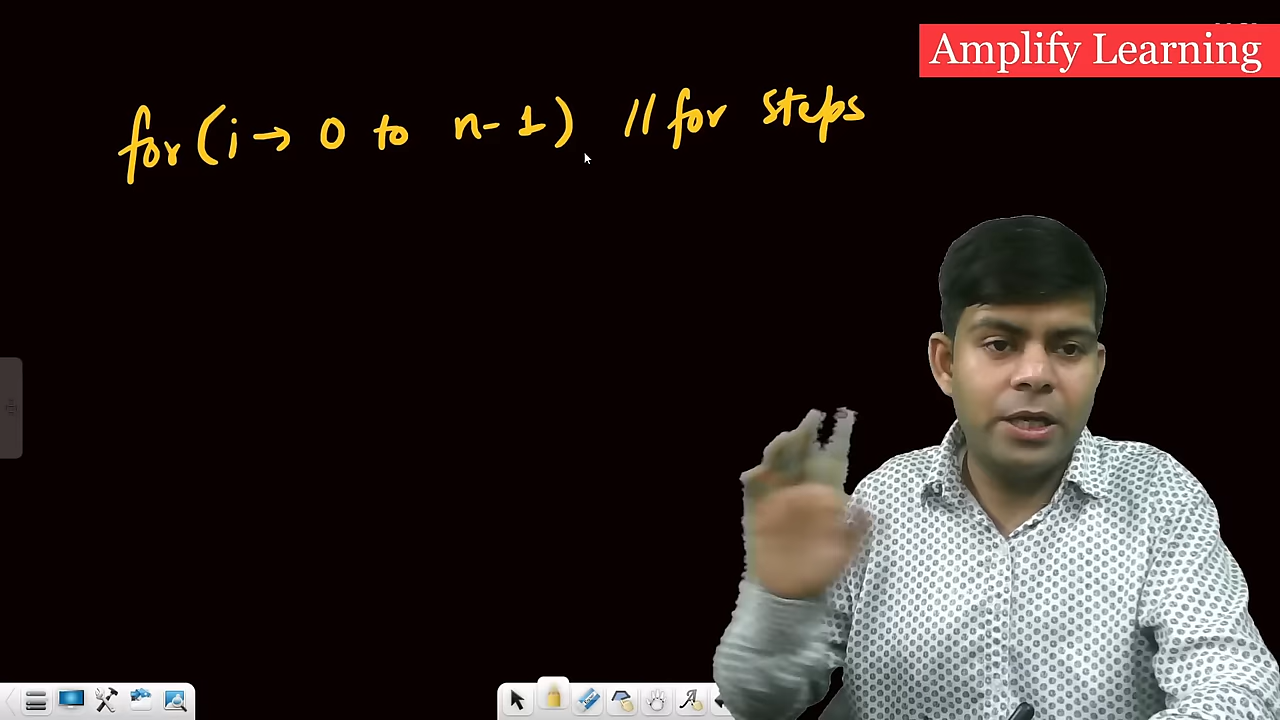 Amplify Learning
for (i → 0 to n-1) // for steps